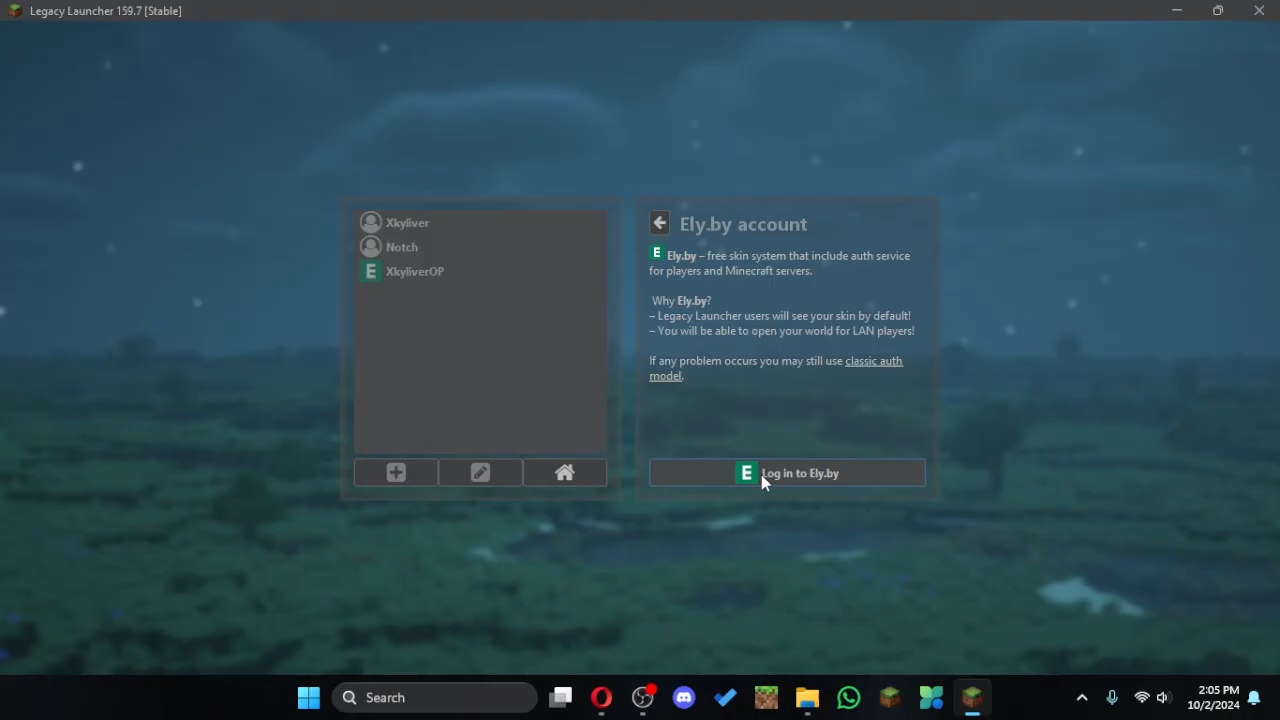 Legacy Launcher 159.7 [Stable]
Xkyliver
Notch
E XkyliverOP
Ely.by account
E Ely.by – free skin system that include auth service
for players and Minecraft servers.
Why Ely.by?
– Legacy Launcher users will see your skin by default!
– You will be able to open your world for LAN players!
If any problem occurs you may still use classic auth
model.
E Log in to Ely.by
Search
2:05 PM
10/2/2024